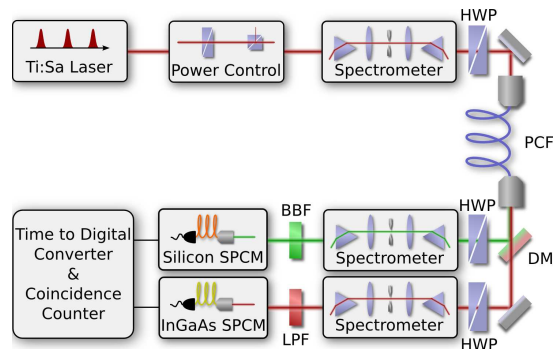 HWP
Ti:Sa Laser
Power Control
Spectrometer
PCF
BBF
HWP
Time to Digital
Converter
&
Coincidence
Counter
Silicon SPCM
Spectrometer
DM
InGaAs SPCM
LPF
Spectrometer
HWP